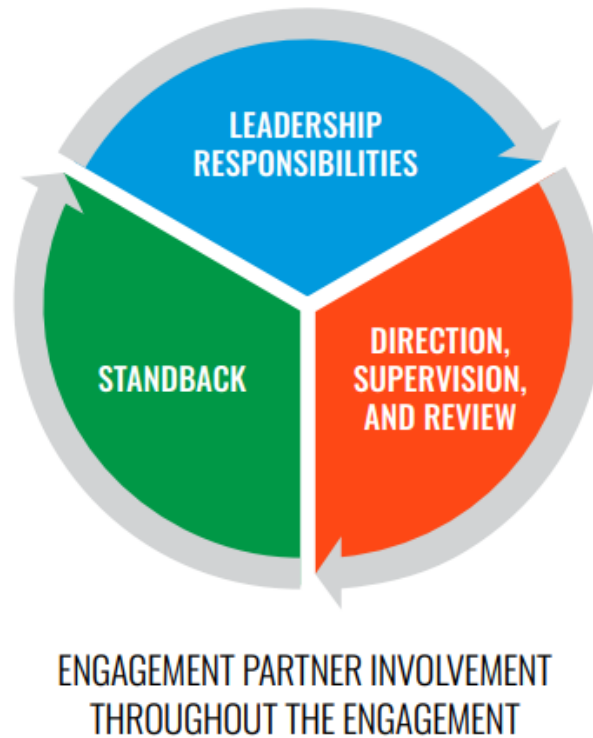 LEADERSHIP
RESPONSIBILITIES
DIRECTION,
SUPERVISION,
AND REVIEW
STANDBACK
ENGAGEMENT PARTNER INVOLVEMENT
THROUGHOUT THE ENGAGEMENT